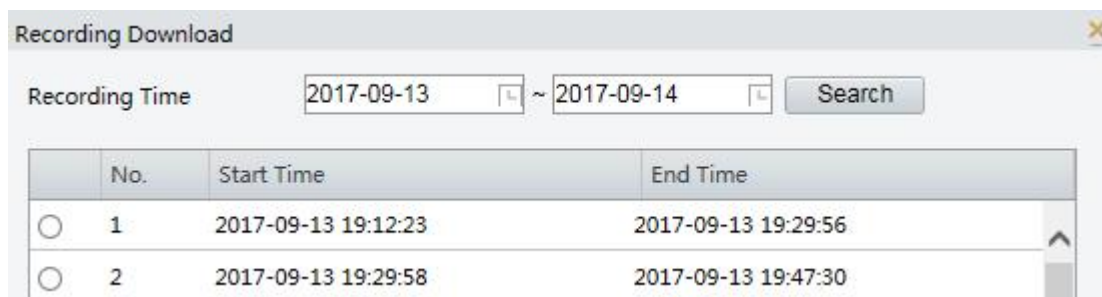 Recording Download
Recording Time 2017-09-13 ~ 2017-09-14 Search
No. Start Time End Time
1 2017-09-13 19:12:23 2017-09-13 19:29:56
2 2017-09-13 19:29:58 2017-09-13 19:47:30